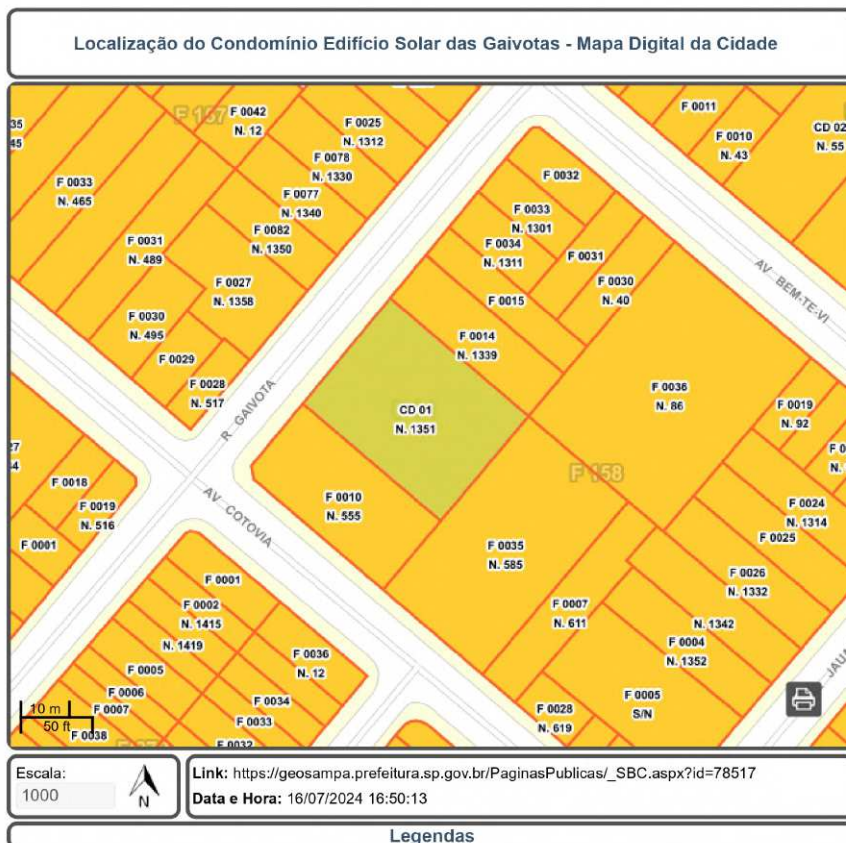 Localização do Condomínio Edifício Solar das Gaivotas - Mapa Digital da Cidade
F 157
F 0042
N. 12
F 0025
N. 1312
F 0078
N. 1330
F 0077
N. 1340
F 0082
N. 1350
F 0033
N. 465
F 0031
N. 489
F 0027
N. 1358
F 0030
N. 495
F 0029
F 0028
N. 517
35
45
F 0011
F 0010
N. 43
CD 02
N. 55
F 0032
F 0033
N. 1301
F 0034
N. 1311
F 0031
F 0030
N. 40
F 0015
F 0014
N. 1339
AV BEM-TE-VI
R GAIVOTA
CD 01
N. 1351
F 0036
N. 86
F 0019
N. 92
F 158
F 0010
N. 555
AV COTOVIA
F 0035
N. 585
F 0024
N. 1314
F 0025
F 0026
N. 1332
F 0007
N. 611
N. 1342
F 0004
N. 1352
F 0005
S/N
F 0028
N. 619
F 0018
F 0019
N. 516
F 0001
F 0001
F 0002
N. 1415
N. 1419
F 0005
F 0006
F 0007
F 0038
F 0036
N. 12
F 0034
F 0033
F 0032
10 m
50 ft
Escala:
1000
N
Link: https://geosampa.prefeitura.sp.gov.br/PaginasPublicas/_SBC.aspx?id=78517
Data e Hora: 16/07/2024 16:50:13
Legendas